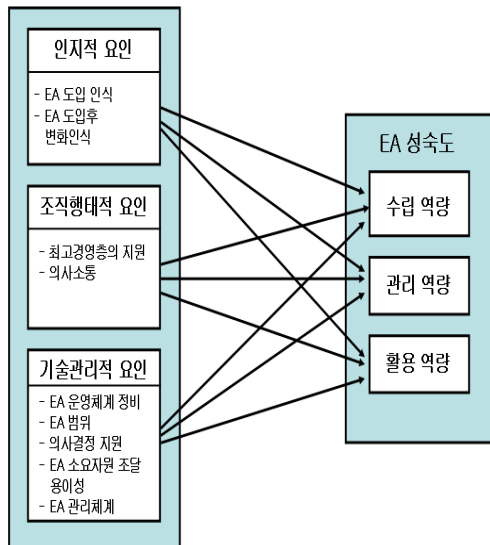 인지적 요인
- EA 도입 인식
- EA 도입후
변화인식
조직행태적 요인
- 최고경영층의 지원
- 의사소통
기술관리적 요인
- EA 운영체계 정비
- EA 범위
- 의사결정 지원
- EA 소요자원 조달
용이성
- EA 관리체계
EA 성숙도
수립 역량
관리 역량
활용 역량